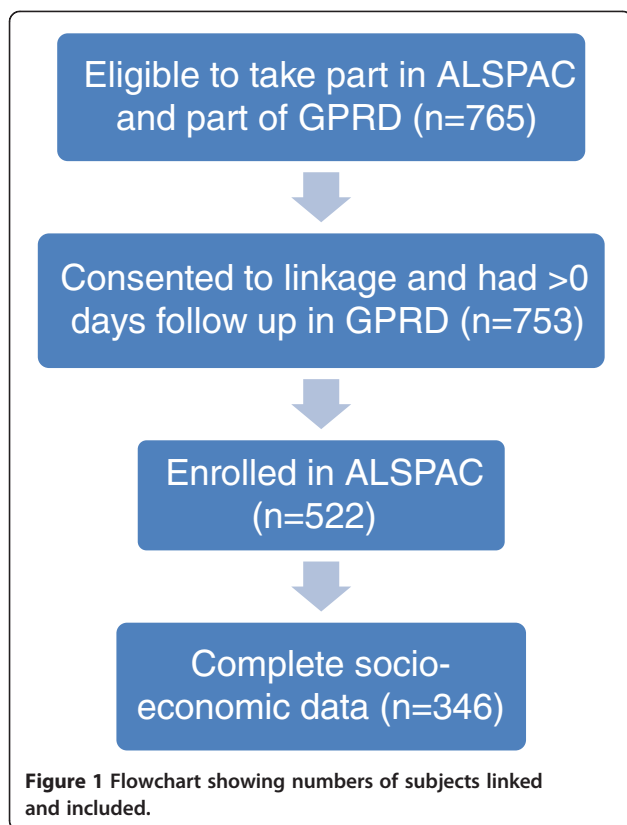 Eligible to take part in ALSPAC
and part of GPRD (n=765)
Consented to linkage and had >0
days follow up in GPRD (n=753)
Enrolled in ALSPAC
(n=522)
Complete socio-
economic data (n=346)
Figure 1 Flowchart showing numbers of subjects linked
and included.